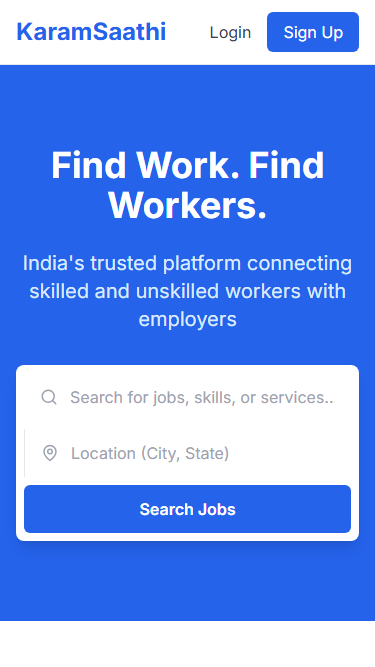 KaramSaathi Login Sign Up
Find Work. Find
Workers.
India's trusted platform connecting
skilled and unskilled workers with
employers
Search for jobs, skills, or services..
Location (City, State)
Search Jobs